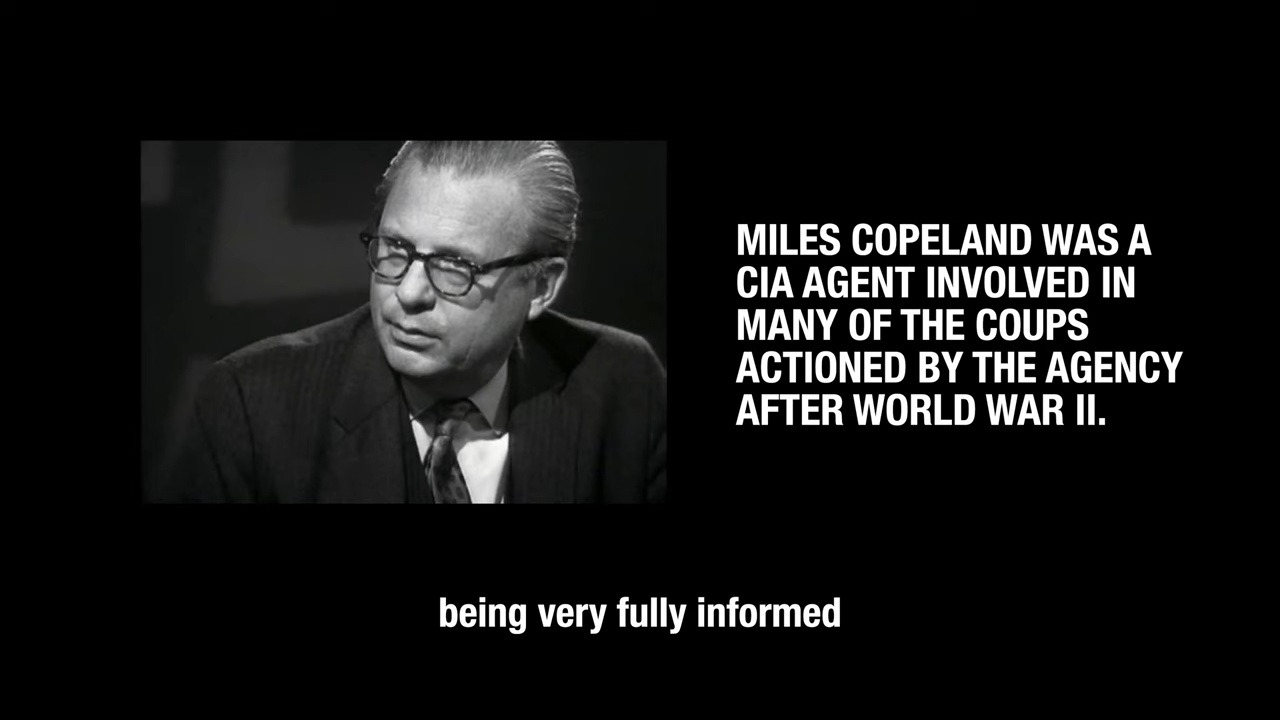 MILES COPELAND WAS A
CIA AGENT INVOLVED IN
MANY OF THE COUPS
ACTIONED BY THE AGENCY
AFTER WORLD WAR II.
being very fully informed